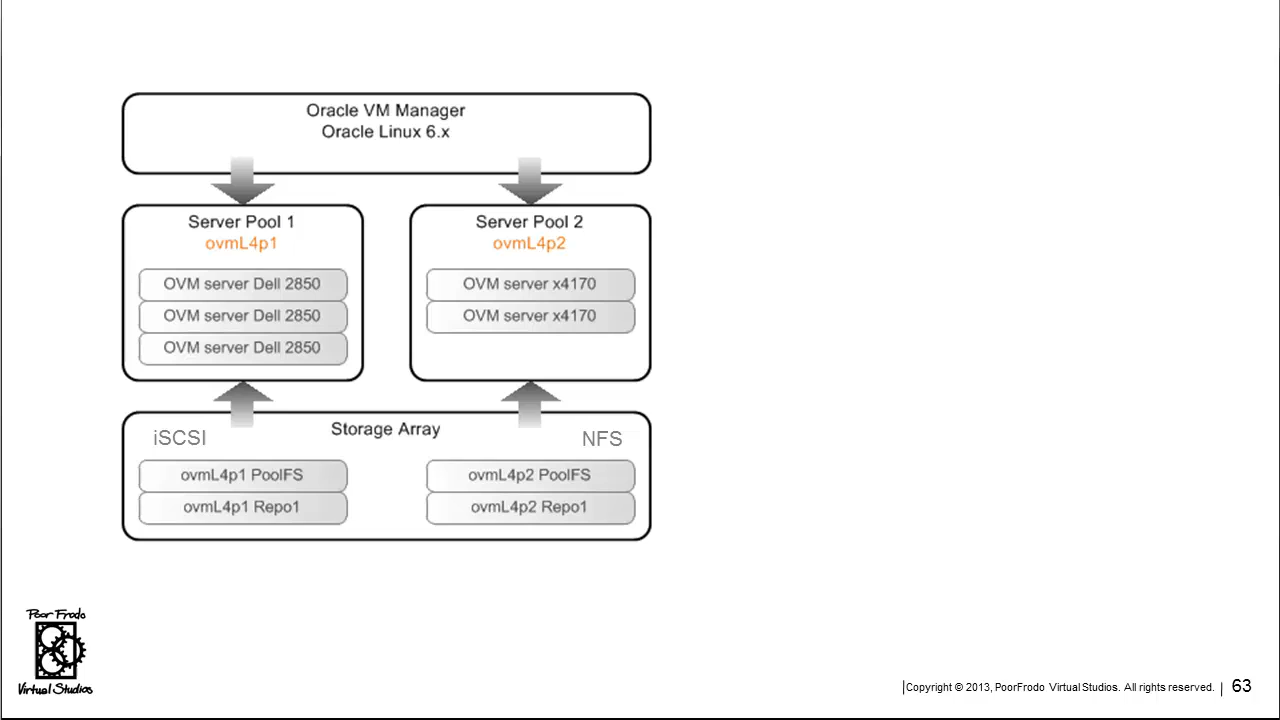 Oracle VM Manager
Oracle Linux 6.x
Server Pool 1
ovmL4p1
OVM server Dell 2850
OVM server Dell 2850
OVM server Dell 2850
Server Pool 2
ovmL4p2
OVM server x4170
OVM server x4170
Storage Array
iSCSI
NFS
ovmL4p1 PoolFS
ovmL4p1 Repo1
ovmL4p2 PoolFS
ovmL4p2 Repo1
Poor Frodo
Virtual Studios
Copyright © 2013, PoorFrodo Virtual Studios. All rights reserved. | 63